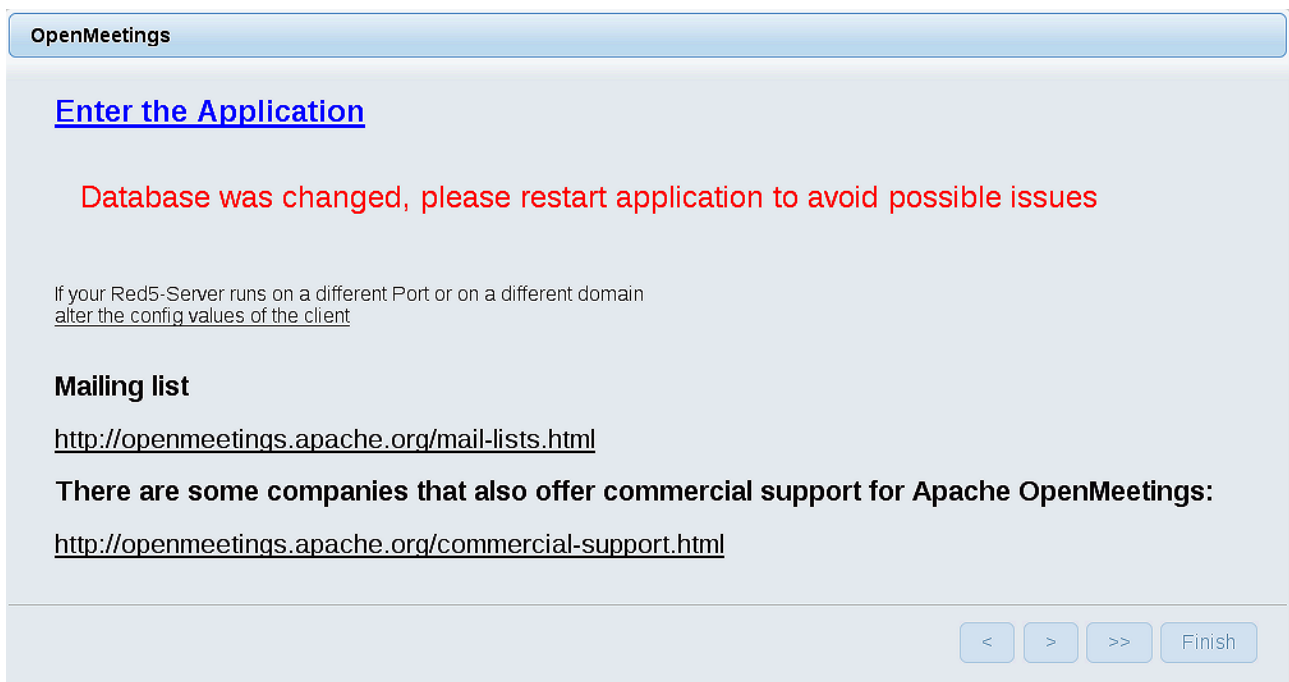 OpenMeetings
Enter the Application
Database was changed, please restart application to avoid possible issues
If your Red5-Server runs on a different Port or on a different domain
alter the config values of the client
Mailing list
http://openmeetings.apache.org/mail-lists.html
There are some companies that also offer commercial support for Apache OpenMeetings:
http://openmeetings.apache.org/commercial-support.html
< > >> Finish